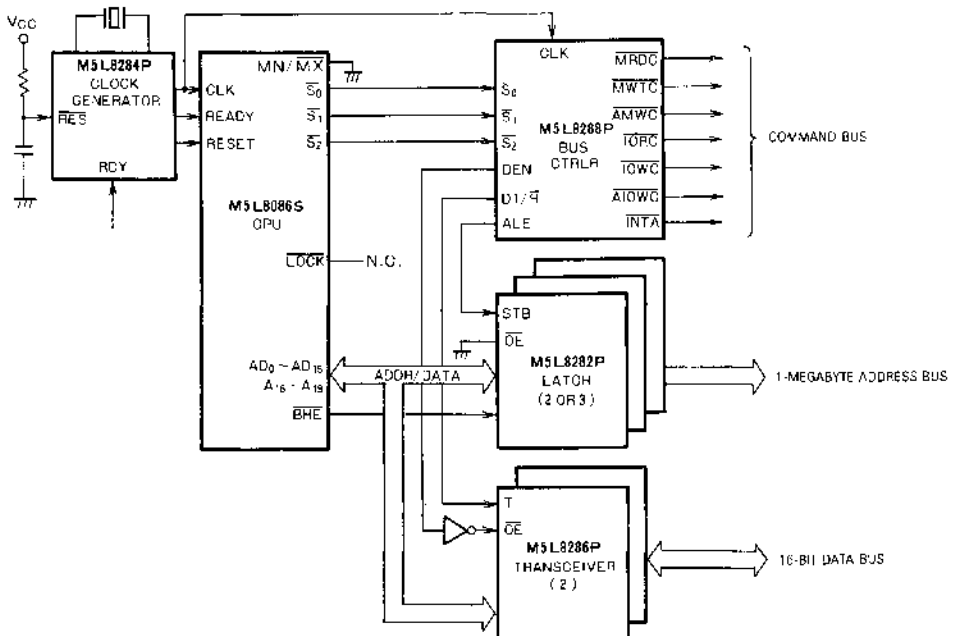 VCC
M5L8284P
CLOCK
GENERATOR
RES
RDY
CLK
READY
RESET
MN/MX
S0
S1
S2
M5L8086S
CPU
LOCK
N.C.
AD0 ~ AD15
A16 ~ A19
BHE
ADDR/DATA
CLK
S0
S1
S2
DEN
DT/R
ALE
M5L8288P
BUS
CTRLR
MRDC
MWTC
AMWC
IORC
IOWC
AIOWC
INTA
COMMAND BUS
STB
OE
M5L8282P
LATCH
(2 OR 3)
1-MEGABYTE ADDRESS BUS
T
OE
M5L8286P
TRANSCEIVER
(2)
16-BIT DATA BUS